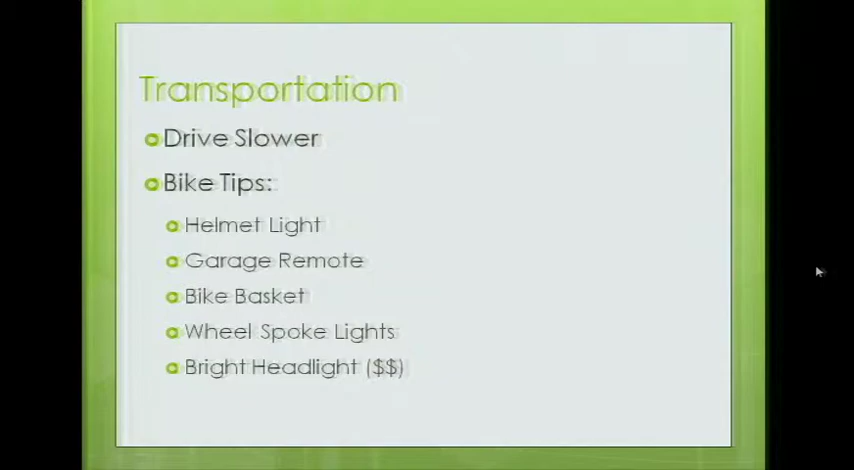 Transportation
Drive Slower
Bike Tips:
Helmet Light
Garage Remote
Bike Basket
Wheel Spoke Lights
Bright Headlight ($$)